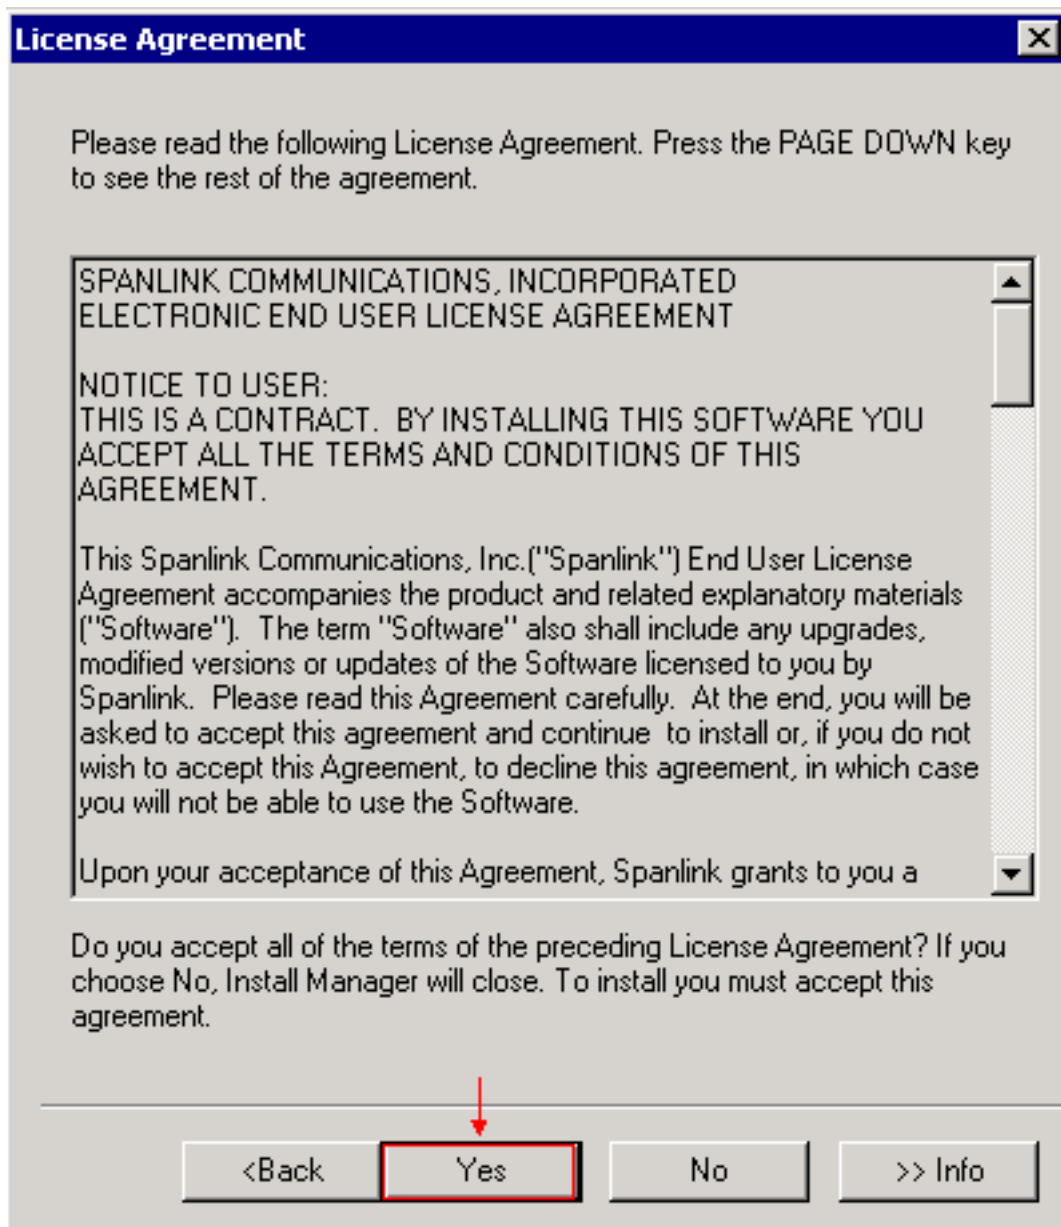 License Agreement
Please read the following License Agreement. Press the PAGE DOWN key
to see the rest of the agreement.
SPANLINK COMMUNICATIONS, INCORPORATED
ELECTRONIC END USER LICENSE AGREEMENT
NOTICE TO USER:
THIS IS A CONTRACT.  BY INSTALLING THIS SOFTWARE YOU
ACCEPT ALL THE TERMS AND CONDITIONS OF THIS
AGREEMENT.
This Spanlink Communications, Inc.("Spanlink") End User License
Agreement accompanies the product and related explanatory materials
("Software").  The term "Software" also shall include any upgrades,
modified versions or updates of the Software licensed to you by
Spanlink.  Please read this Agreement carefully.  At the end, you will be
asked to accept this agreement and continue  to install or, if you do not
wish to accept this Agreement, to decline this agreement, in which case
you will not be able to use the Software.
Upon your acceptance of this Agreement, Spanlink grants to you a
Do you accept all of the terms of the preceding License Agreement? If you
choose No, Install Manager will close. To install you must accept this
agreement.
<Back Yes No >> Info